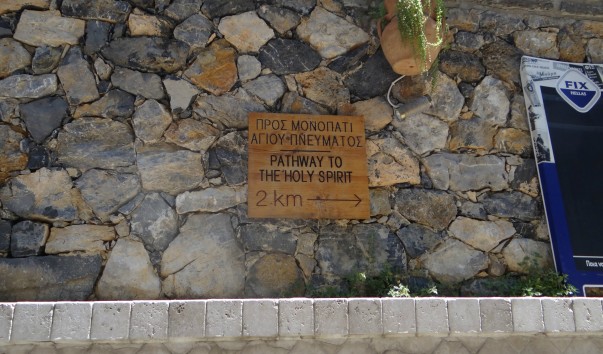 ΠΡΟΣ ΜΟΝΟΠΑΤΙ
ΑΓΙΟΥ ΠΝΕΥΜΑΤΟΣ
PATHWAY TO
THE HOLY SPIRIT
2 km
FIX
HELLAS